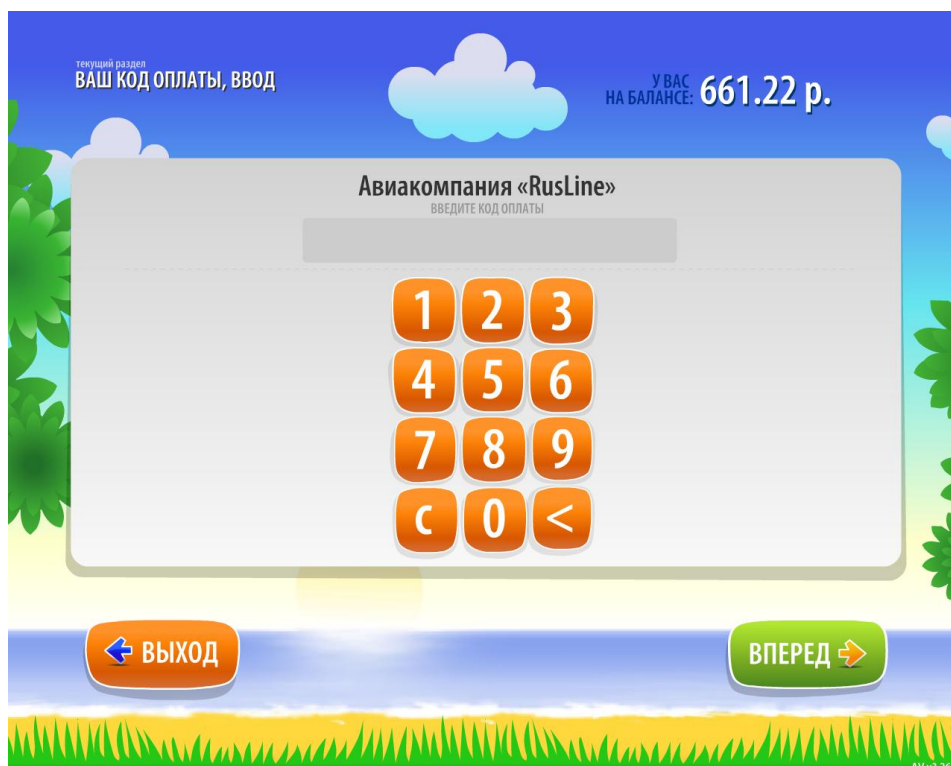 текущий раздел
ВАШ КОД ОПЛАТЫ, ВВОД
У ВАС
НА БАЛАНСЕ: 661.22 р.
Авиакомпания «RusLine»
ВВЕДИТЕ КОД ОПЛАТЫ
1 2 3
4 5 6
7 8 9
С 0 <
ВЫХОД
ВПЕРЕД